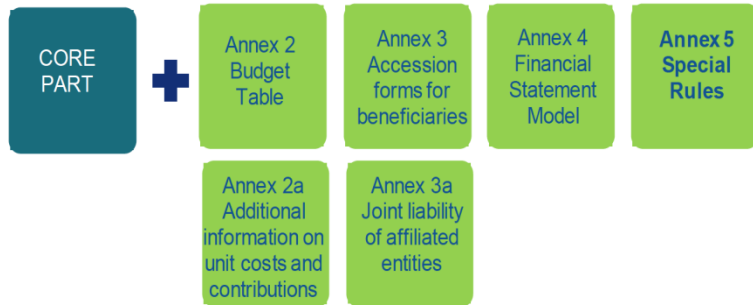 CORE
PART
Annex 2
Budget
Table
Annex 3
Accession
forms for
beneficiaries
Annex 4
Financial
Statement
Model
Annex 5
Special
Rules
Annex 2a
Additional
information on
unit costs and
contributions
Annex 3a
Joint liability
of affiliated
entities